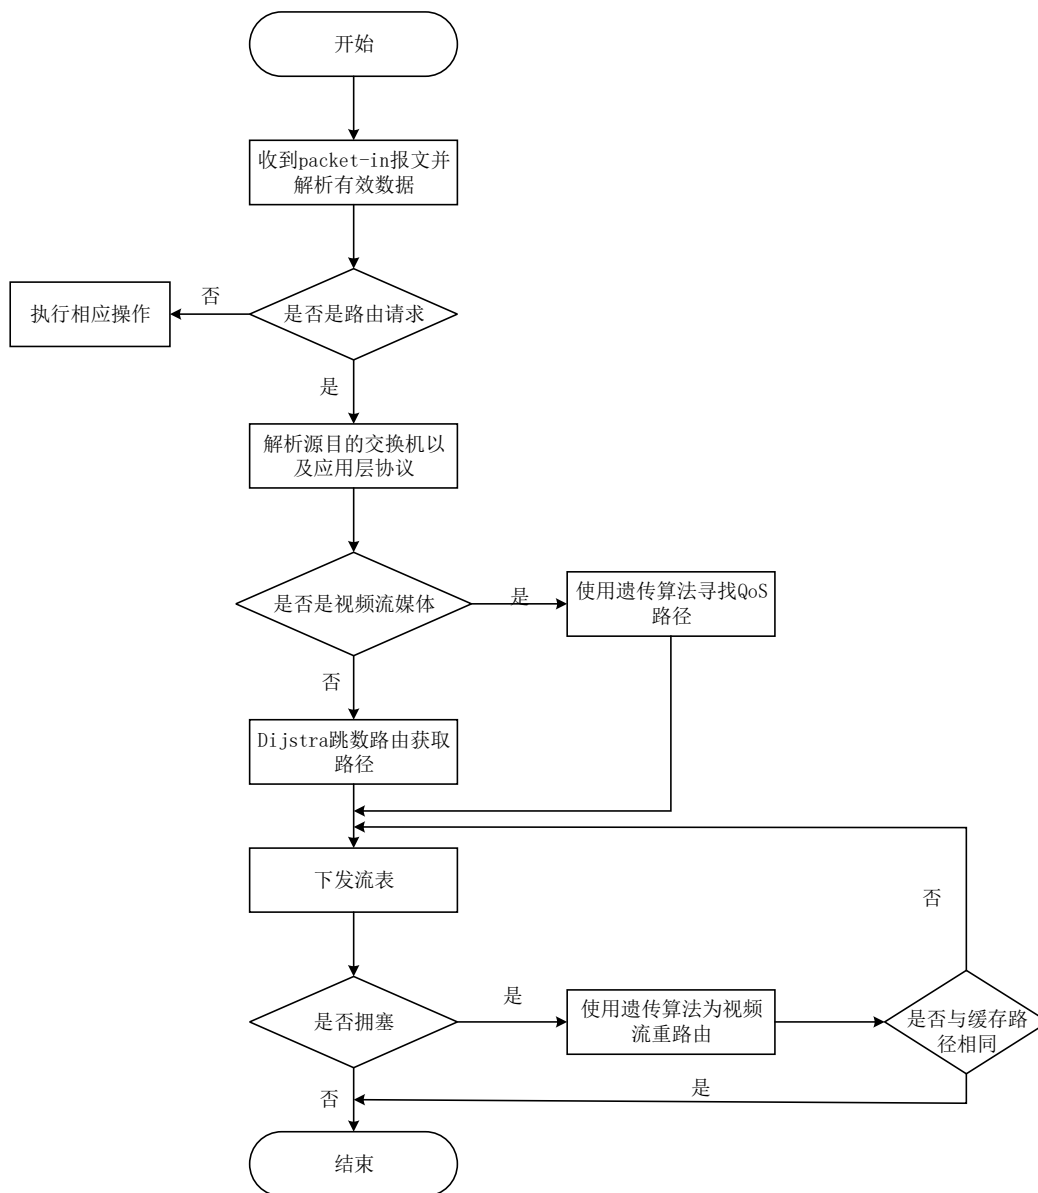 开始
收到packet-in报文并
解析有效数据
否
执行相应操作
是否是路由请求
是
解析源目的交换机以
及应用层协议
是否是视频流媒体
是
使用遗传算法寻找QoS
路径
否
Dijstra跳数路由获取
路径
下发流表
否
是否拥塞
是
使用遗传算法为视频
流重路由
是否与缓存路
径相同
否
是
结束